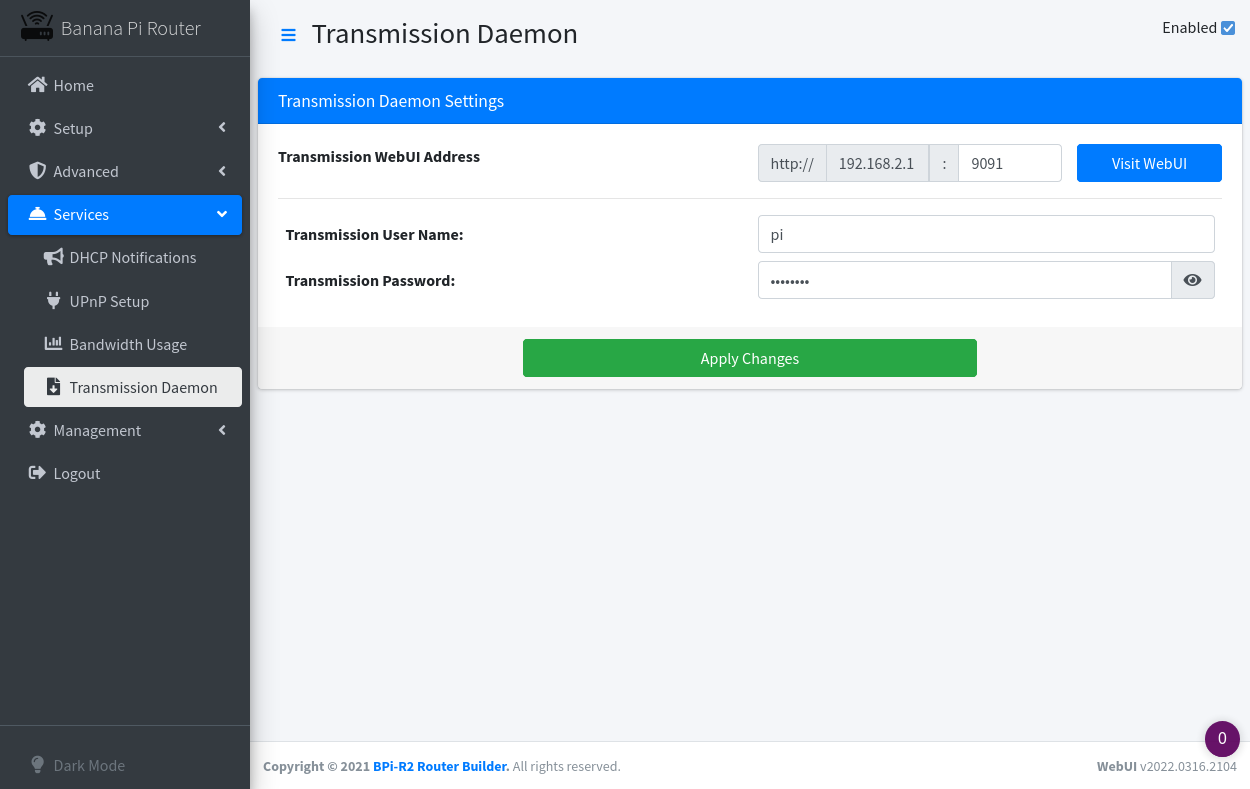 Banana Pi Router
Home
Setup
Advanced
Services
DHCP Notifications
UPnP Setup
Bandwidth Usage
Transmission Daemon
Management
Logout
Dark Mode
Transmission Daemon
Enabled
Transmission Daemon Settings
Transmission WebUI Address
http:// 192.168.2.1 : 9091 Visit WebUI
Transmission User Name: pi
Transmission Password: ••••••••
Apply Changes
0
Copyright © 2021 BPi-R2 Router Builder. All rights reserved. WebUI v2022.0316.2104